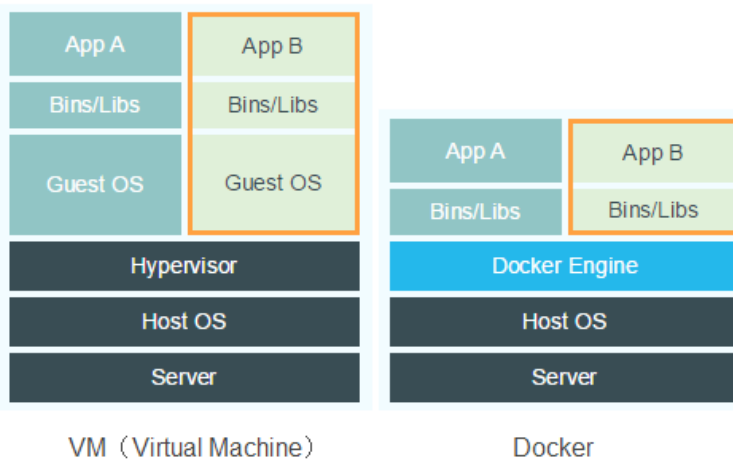 App A
App B
Bins/Libs
Bins/Libs
Guest OS
Guest OS
Hypervisor
Host OS
Server
VM（Virtual Machine）
App A
App B
Bins/Libs
Bins/Libs
Docker Engine
Host OS
Server
Docker